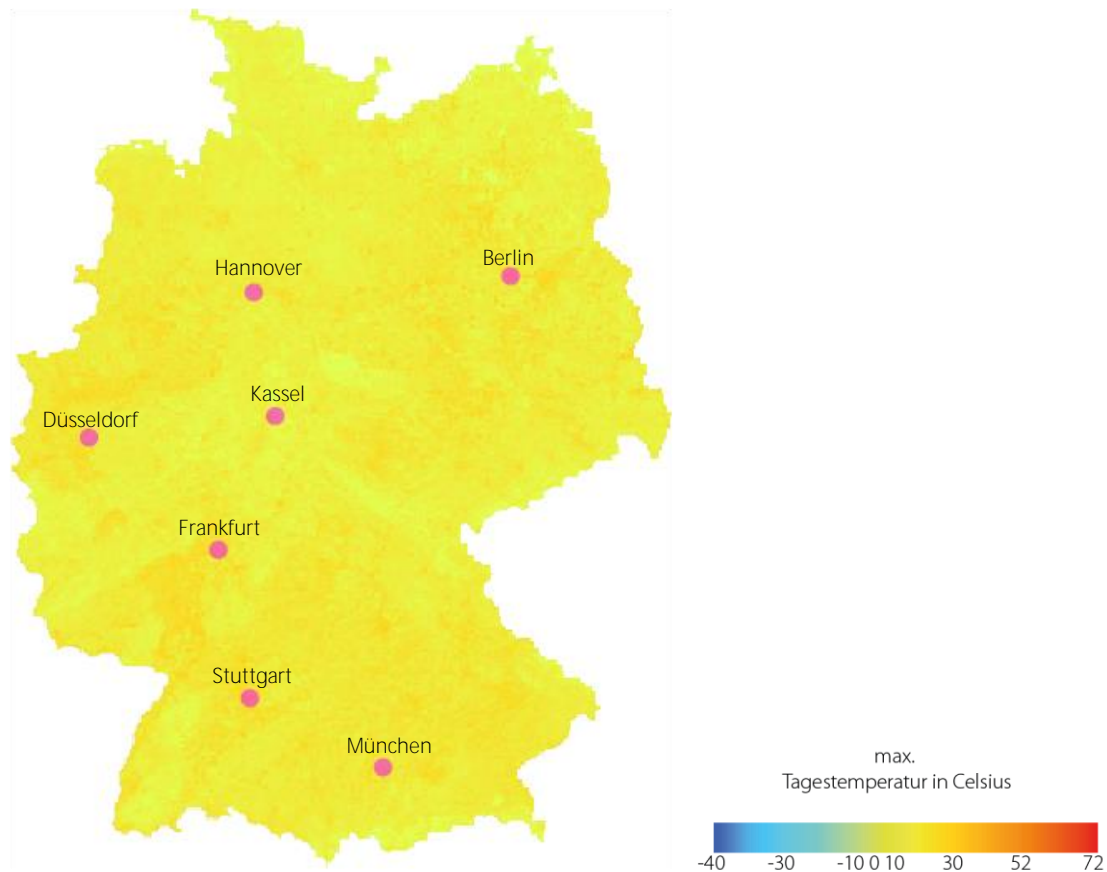 Berlin
Hannover
Kassel
Düsseldorf
Frankfurt
Stuttgart
München
max.
Tagestemperatur in Celsius
-40 -30 -10 0 10 30 52 72